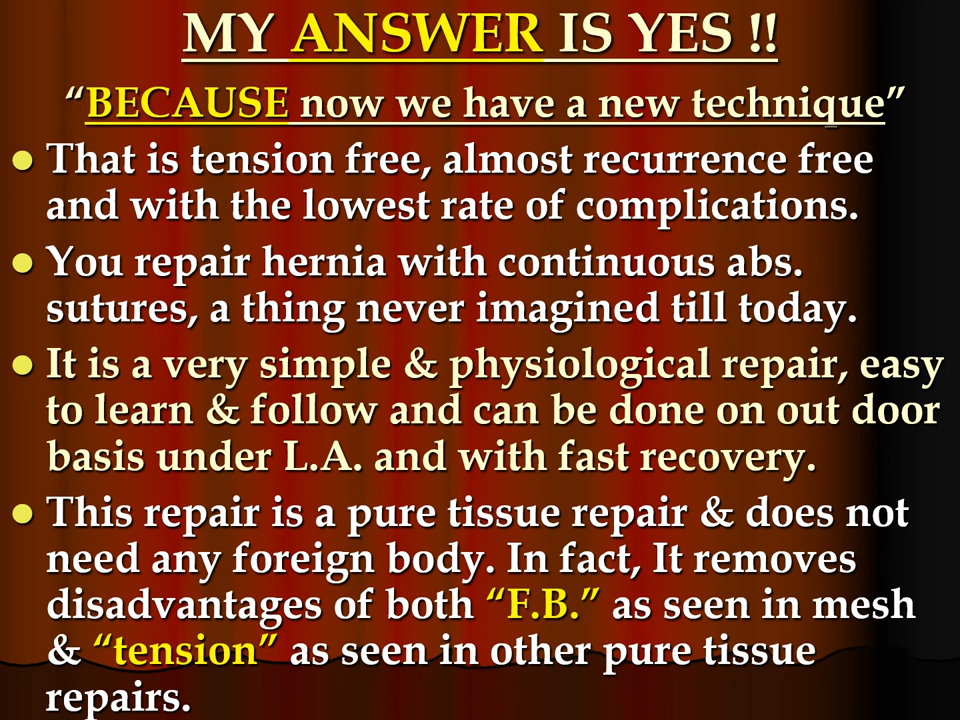 MY ANSWER IS YES !!
“BECAUSE now we have a new technique”
That is tension free, almost recurrence free
and with the lowest rate of complications.
You repair hernia with continuous abs.
sutures, a thing never imagined till today.
It is a very simple & physiological repair, easy
to learn & follow and can be done on out door
basis under L.A. and with fast recovery.
This repair is a pure tissue repair & does not
need any foreign body. In fact, It removes
disadvantages of both “F.B.” as seen in mesh
& “tension” as seen in other pure tissue
repairs.